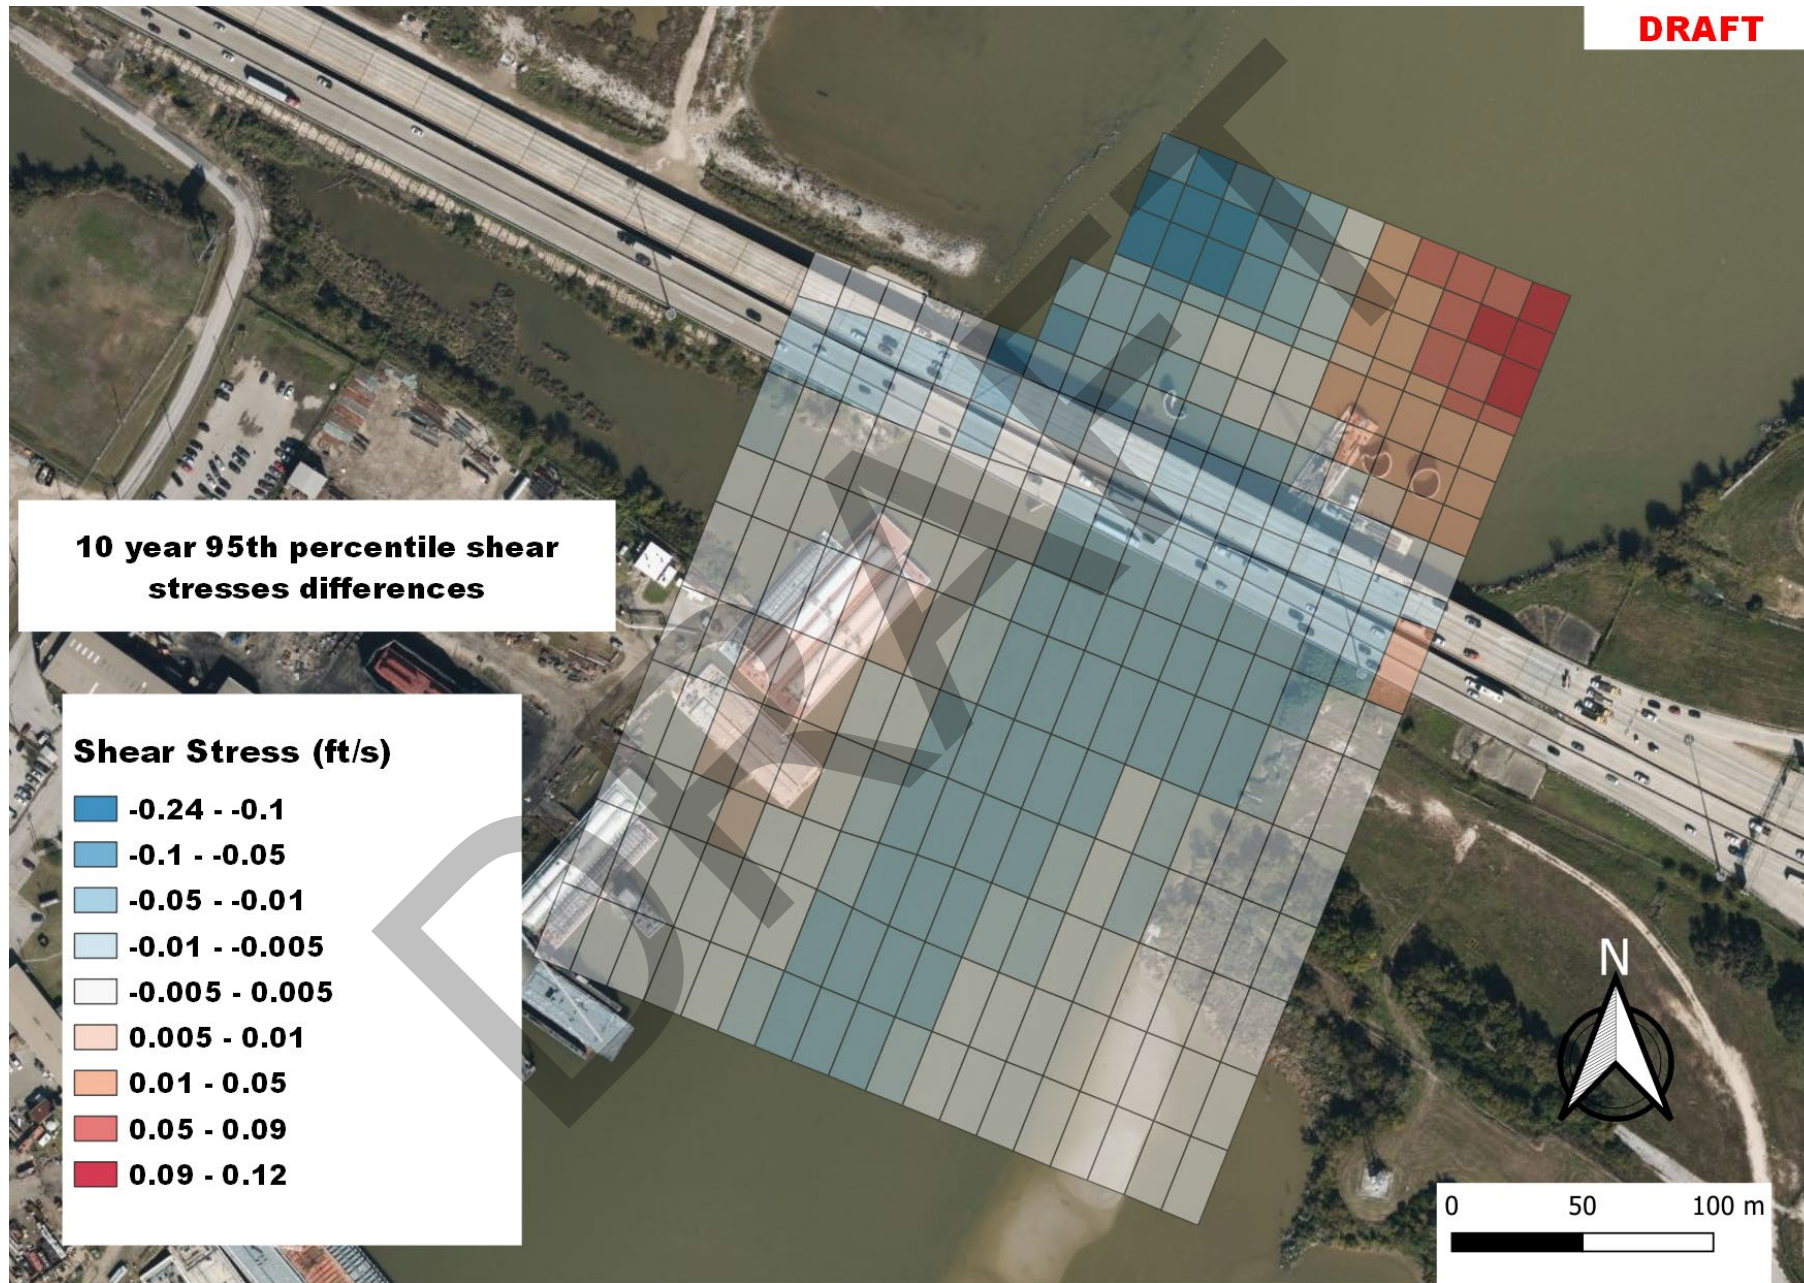 DRAFT
DRAFT
10 year 95th percentile shear
stresses differences
Shear Stress (ft/s)
-0.24 - -0.1
-0.1 - -0.05
-0.05 - -0.01
-0.01 - -0.005
-0.005 - 0.005
0.005 - 0.01
0.01 - 0.05
0.05 - 0.09
0.09 - 0.12
N
0 50 100 m